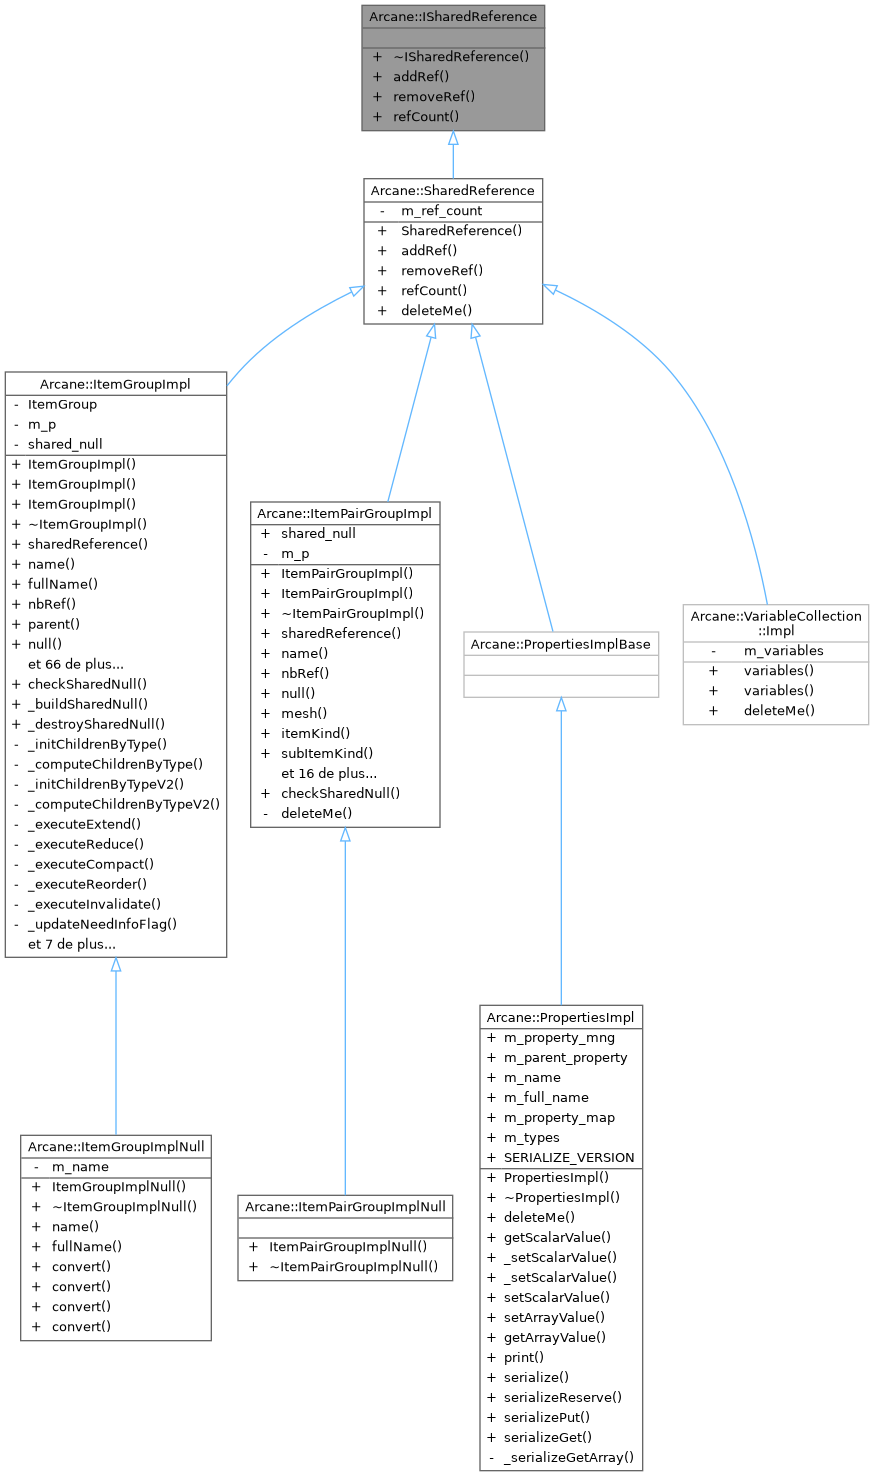 Arcane::ISharedReference
+ ~ISharedReference()
+ addRef()
+ removeRef()
+ refCount()
Arcane::SharedReference
- m_ref_count
+ SharedReference()
+ addRef()
+ removeRef()
+ refCount()
+ deleteMe()
Arcane::ItemGroupImpl
- ItemGroup
- m_p
- shared_null
+ ItemGroupImpl()
+ ItemGroupImpl()
+ ItemGroupImpl()
+ ~ItemGroupImpl()
+ sharedReference()
+ name()
+ fullName()
+ nbRef()
+ parent()
+ null()
et 66 de plus...
+ checkSharedNull()
+ _buildSharedNull()
+ _destroySharedNull()
- _initChildrenByType()
- _computeChildrenByType()
- _initChildrenByTypeV2()
- _computeChildrenByTypeV2()
- _executeExtend()
- _executeReduce()
- _executeCompact()
- _executeReorder()
- _executeInvalidate()
- _updateNeedInfoFlag()
et 7 de plus...
Arcane::ItemPairGroupImpl
+ shared_null
- m_p
+ ItemPairGroupImpl()
+ ItemPairGroupImpl()
+ ~ItemPairGroupImpl()
+ sharedReference()
+ name()
+ nbRef()
+ null()
+ mesh()
+ itemKind()
+ subItemKind()
et 16 de plus...
+ checkSharedNull()
- deleteMe()
Arcane::PropertiesImplBase
Arcane::VariableCollection
::Impl
- m_variables
+ variables()
+ variables()
+ deleteMe()
Arcane::ItemGroupImplNull
- m_name
+ ItemGroupImplNull()
+ ~ItemGroupImplNull()
+ name()
+ fullName()
+ convert()
+ convert()
+ convert()
+ convert()
Arcane::ItemPairGroupImplNull
+ ItemPairGroupImplNull()
+ ~ItemPairGroupImplNull()
Arcane::PropertiesImpl
+ m_property_mng
+ m_parent_property
+ m_name
+ m_full_name
+ m_property_map
+ m_types
+ SERIALIZE_VERSION
+ PropertiesImpl()
+ ~PropertiesImpl()
+ deleteMe()
+ getScalarValue()
+ _setScalarValue()
+ _setScalarValue()
+ setScalarValue()
+ setArrayValue()
+ getArrayValue()
+ print()
+ serialize()
+ serializeReserve()
+ serializePut()
+ serializeGet()
- _serializeGetArray()